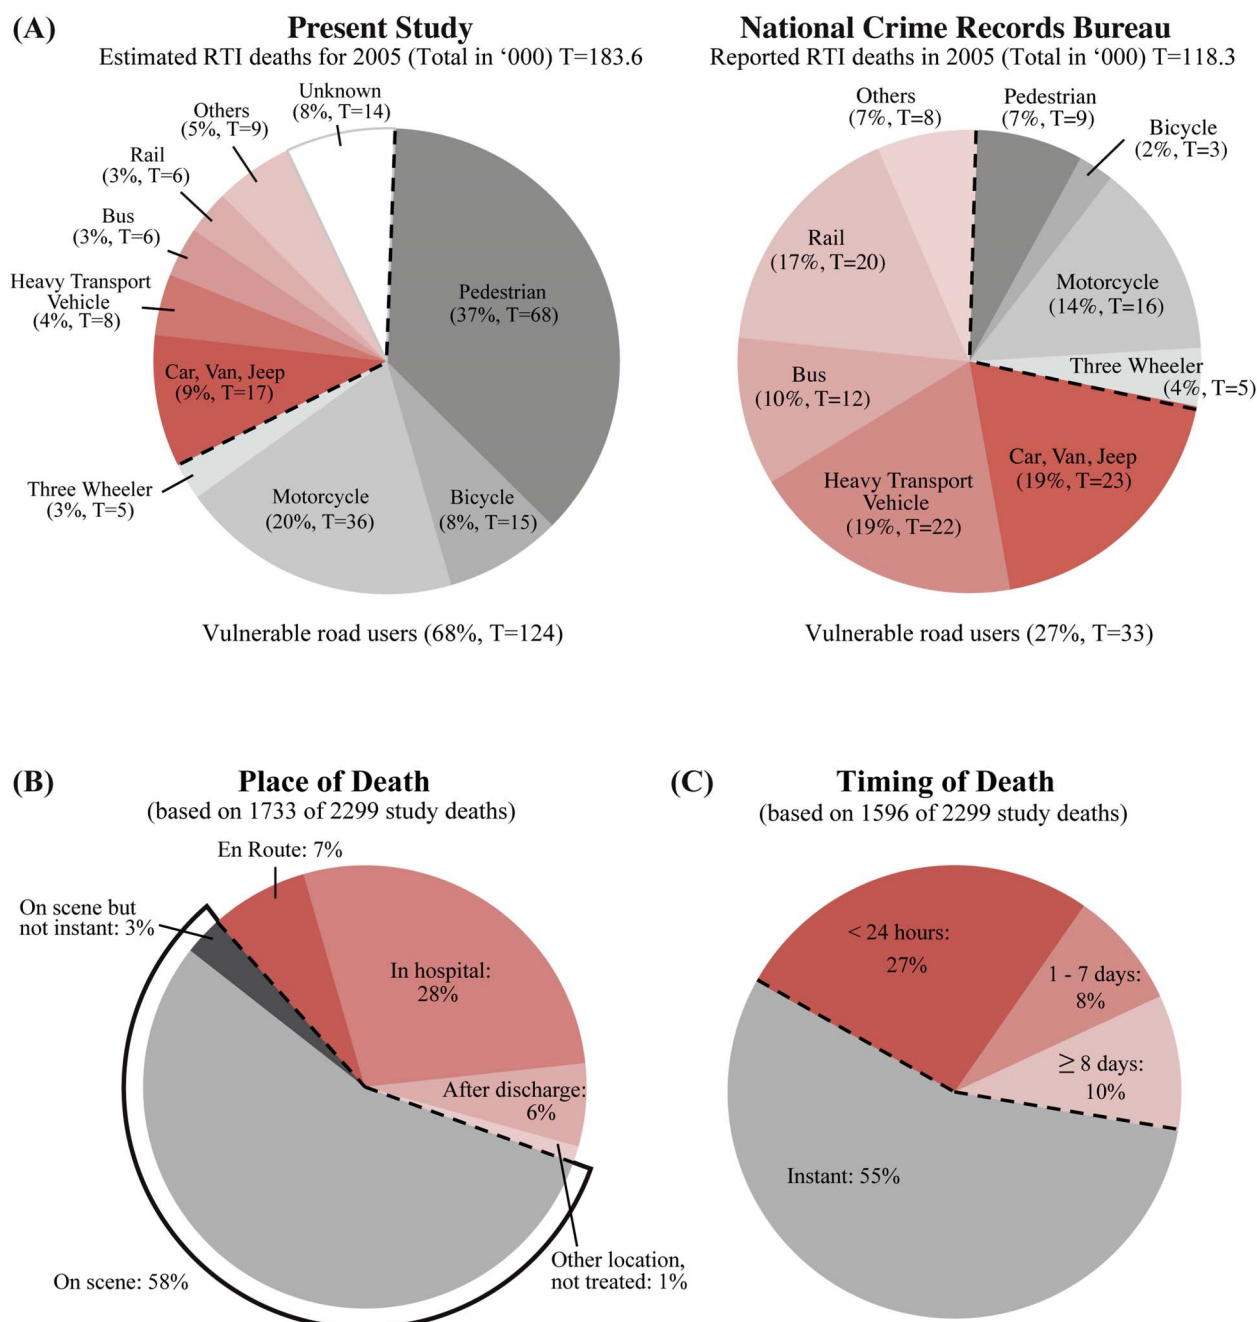 (A)
Present Study
Estimated RTI deaths for 2005 (Total in ‘000) T=183.6
Unknown
(8%, T=14)
Others
(5%, T=9)
Rail
(3%, T=6)
Bus
(3%, T=6)
Heavy Transport
Vehicle
(4%, T=8)
Car, Van, Jeep
(9%, T=17)
Three Wheeler
(3%, T=5)
Motorcycle
(20%, T=36)
Bicycle
(8%, T=15)
Pedestrian
(37%, T=68)
Vulnerable road users (68%, T=124)
National Crime Records Bureau
Reported RTI deaths in 2005 (Total in ‘000) T=118.3
Others
(7%, T=8)
Pedestrian
(7%, T=9)
Bicycle
(2%, T=3)
Rail
(17%, T=20)
Motorcycle
(14%, T=16)
Three Wheeler
(4%, T=5)
Bus
(10%, T=12)
Car, Van, Jeep
(19%, T=23)
Heavy Transport
Vehicle
(19%, T=22)
Vulnerable road users (27%, T=33)
(B)
Place of Death
(based on 1733 of 2299 study deaths)
En Route: 7%
On scene but
not instant: 3%
In hospital:
28%
After discharge:
6%
Other location,
not treated: 1%
On scene: 58%
(C)
Timing of Death
(based on 1596 of 2299 study deaths)
< 24 hours:
27%
1 - 7 days:
8%
≥ 8 days:
10%
Instant: 55%